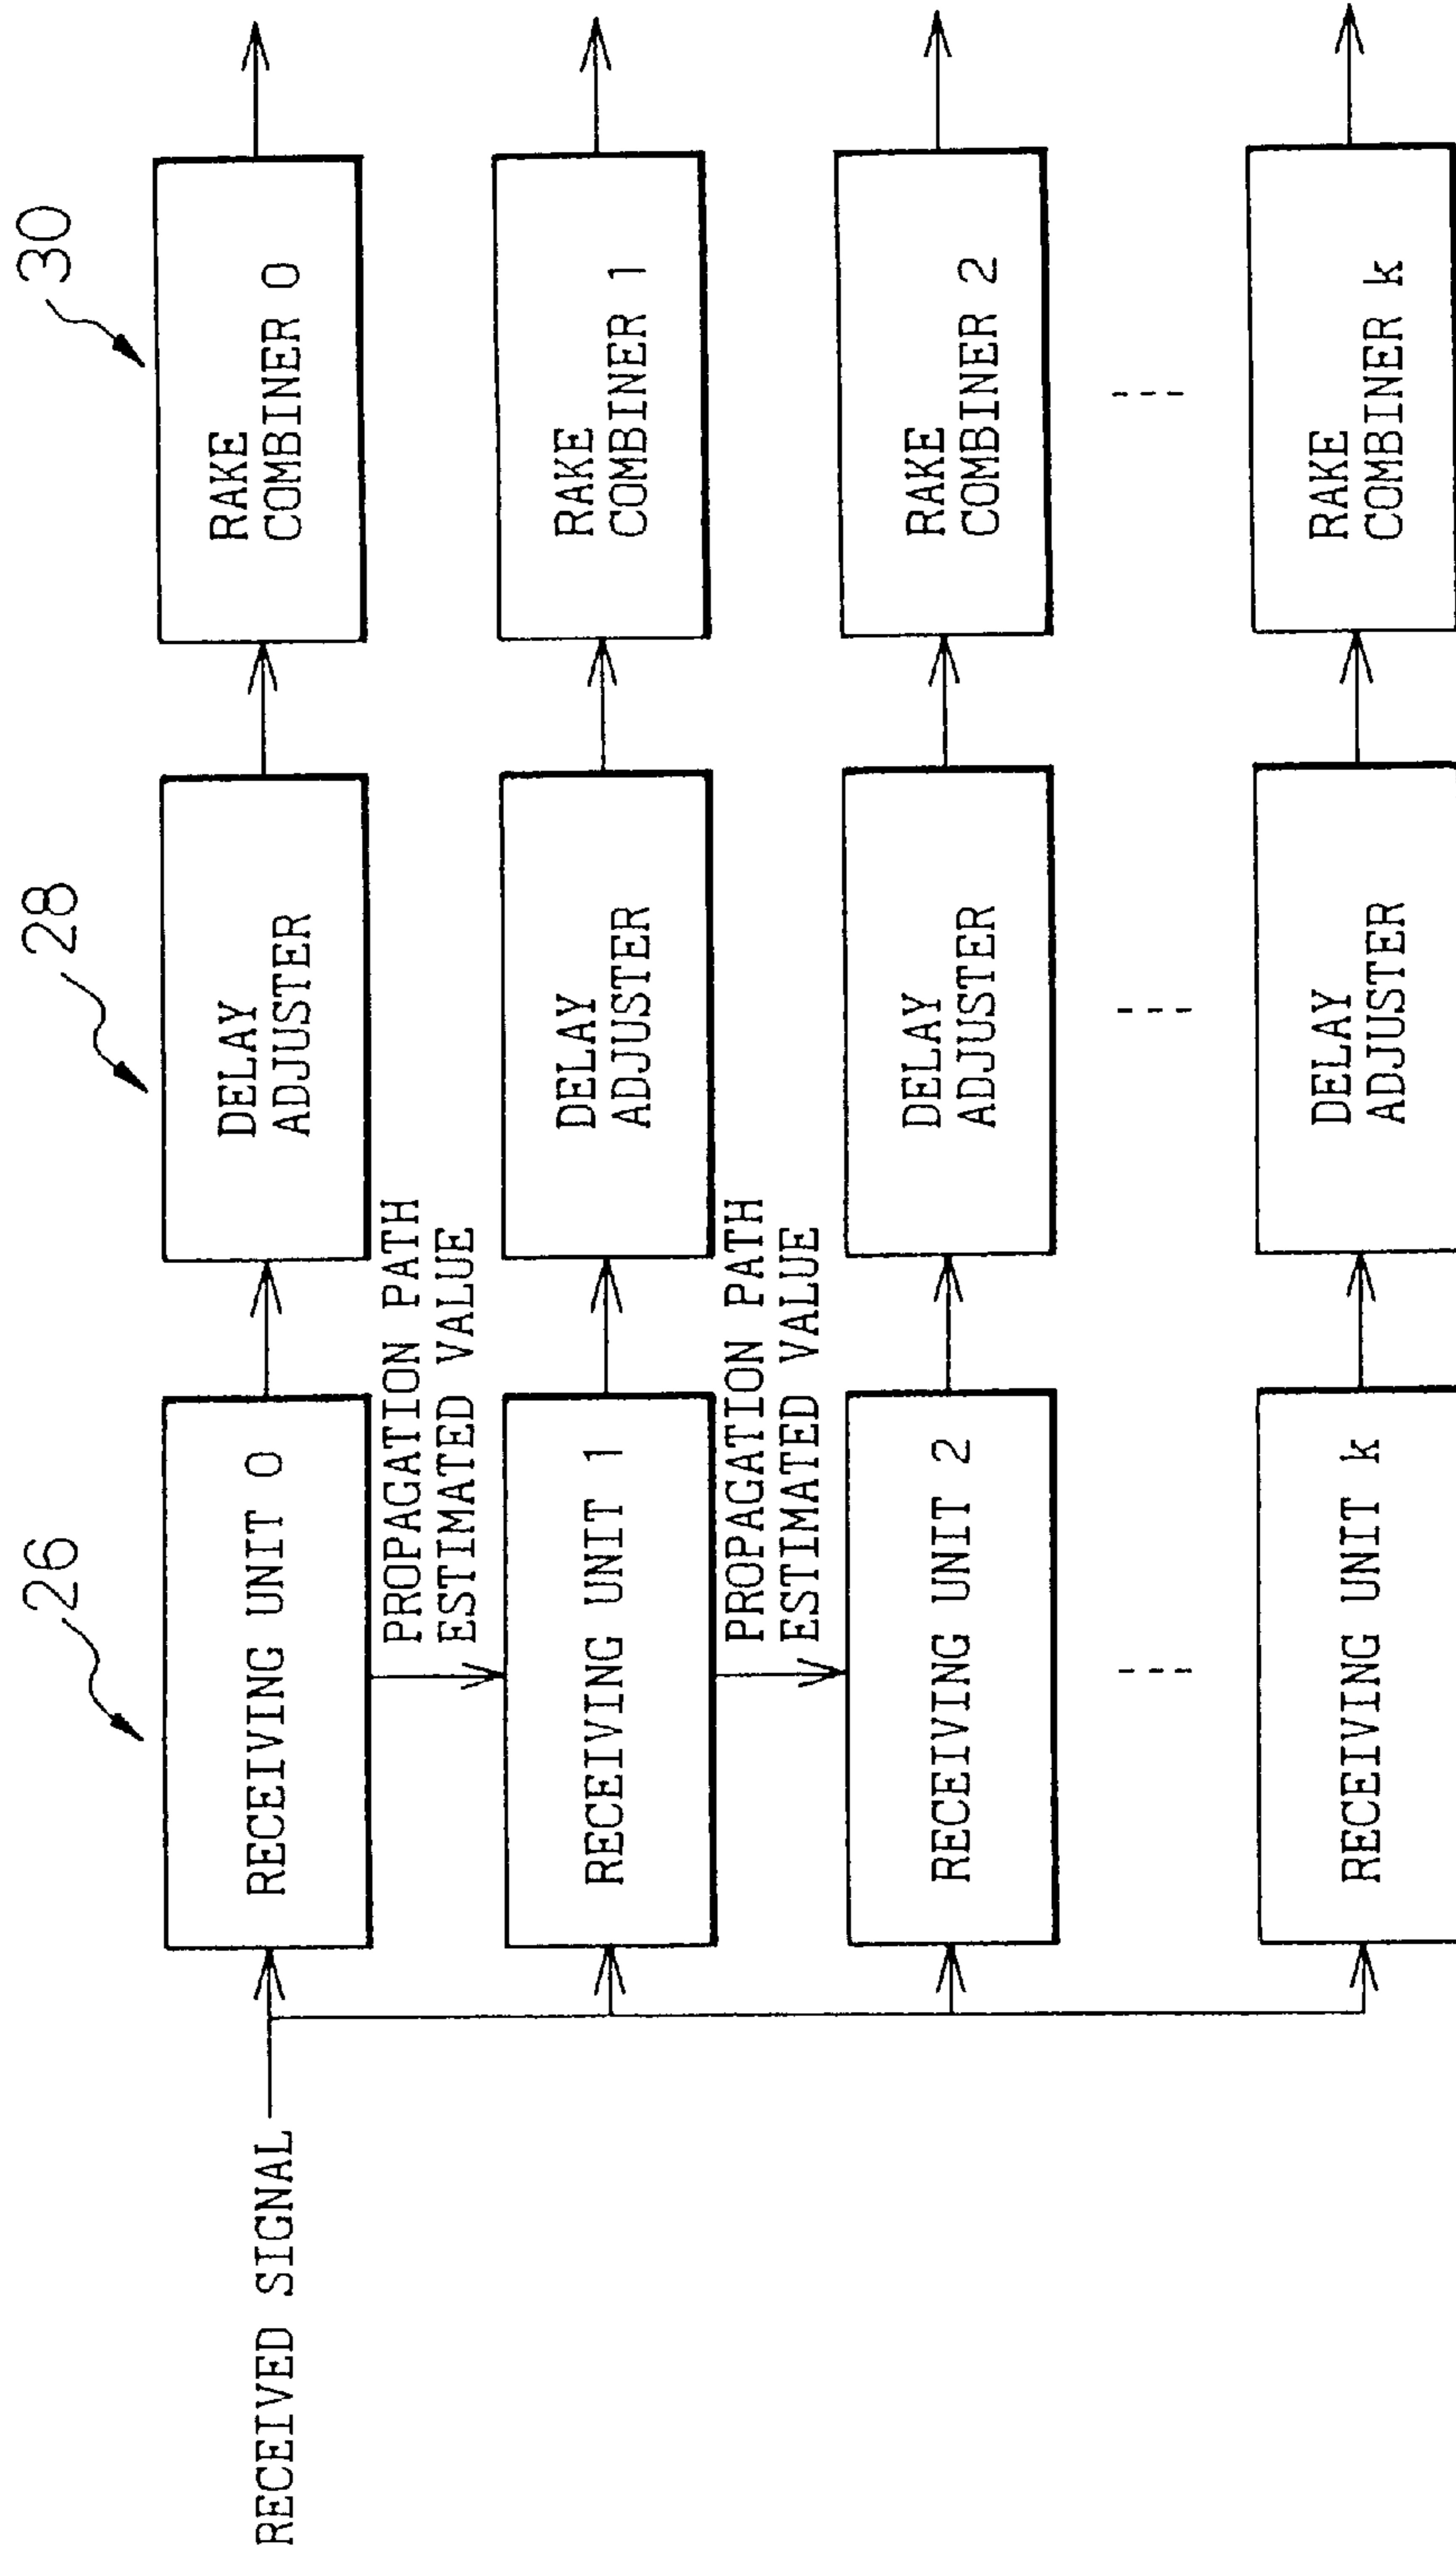 26
28
30
RECEIVED SIGNAL
RECEIVING UNIT 0
DELAY
ADJUSTER
RAKE
COMBINER 0
PROPAGATION PATH
ESTIMATED VALUE
RECEIVING UNIT 1
DELAY
ADJUSTER
RAKE
COMBINER 1
PROPAGATION PATH
ESTIMATED VALUE
RECEIVING UNIT 2
DELAY
ADJUSTER
RAKE
COMBINER 2
RECEIVING UNIT k
DELAY
ADJUSTER
RAKE
COMBINER k